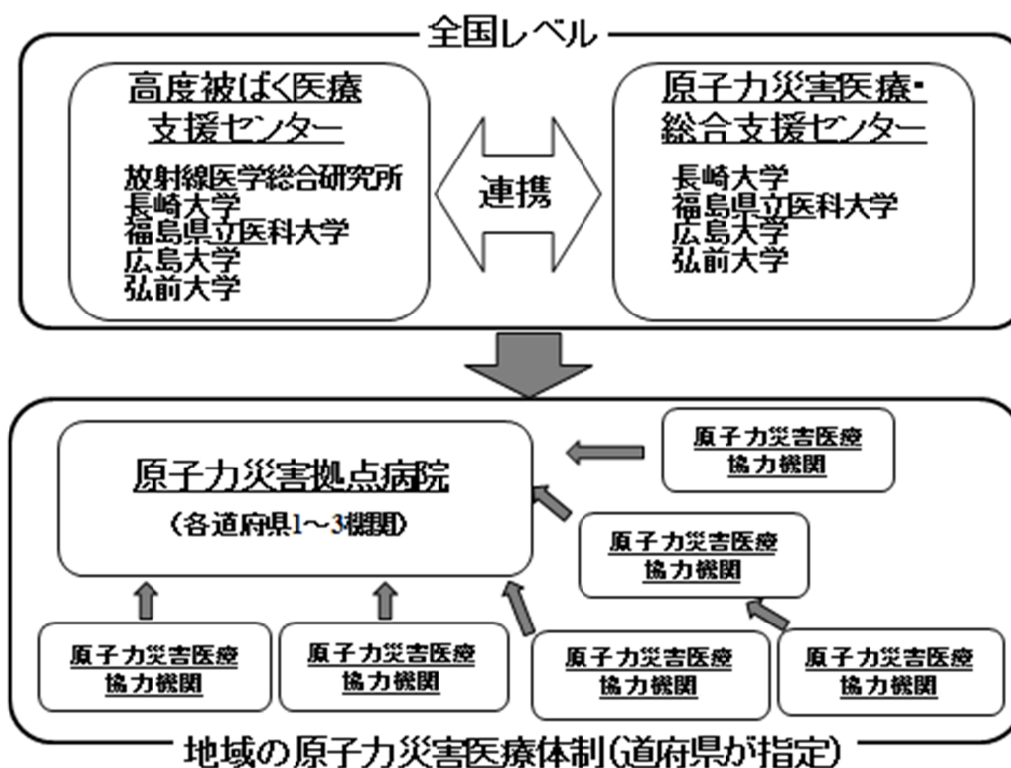 全国レベル
高度被ばく医療
支援センター
放射線医学総合研究所
長崎大学
福島県立医科大学
広島大学
弘前大学
連携
原子力災害医療・
総合支援センター
長崎大学
福島県立医科大学
広島大学
弘前大学
原子力災害拠点病院
(各道府県1~3機関)
原子力災害医療
協力機関
原子力災害医療
協力機関
原子力災害医療
協力機関
原子力災害医療
協力機関
原子力災害医療
協力機関
原子力災害医療
協力機関
地域の原子力災害医療体制(道府県が指定)